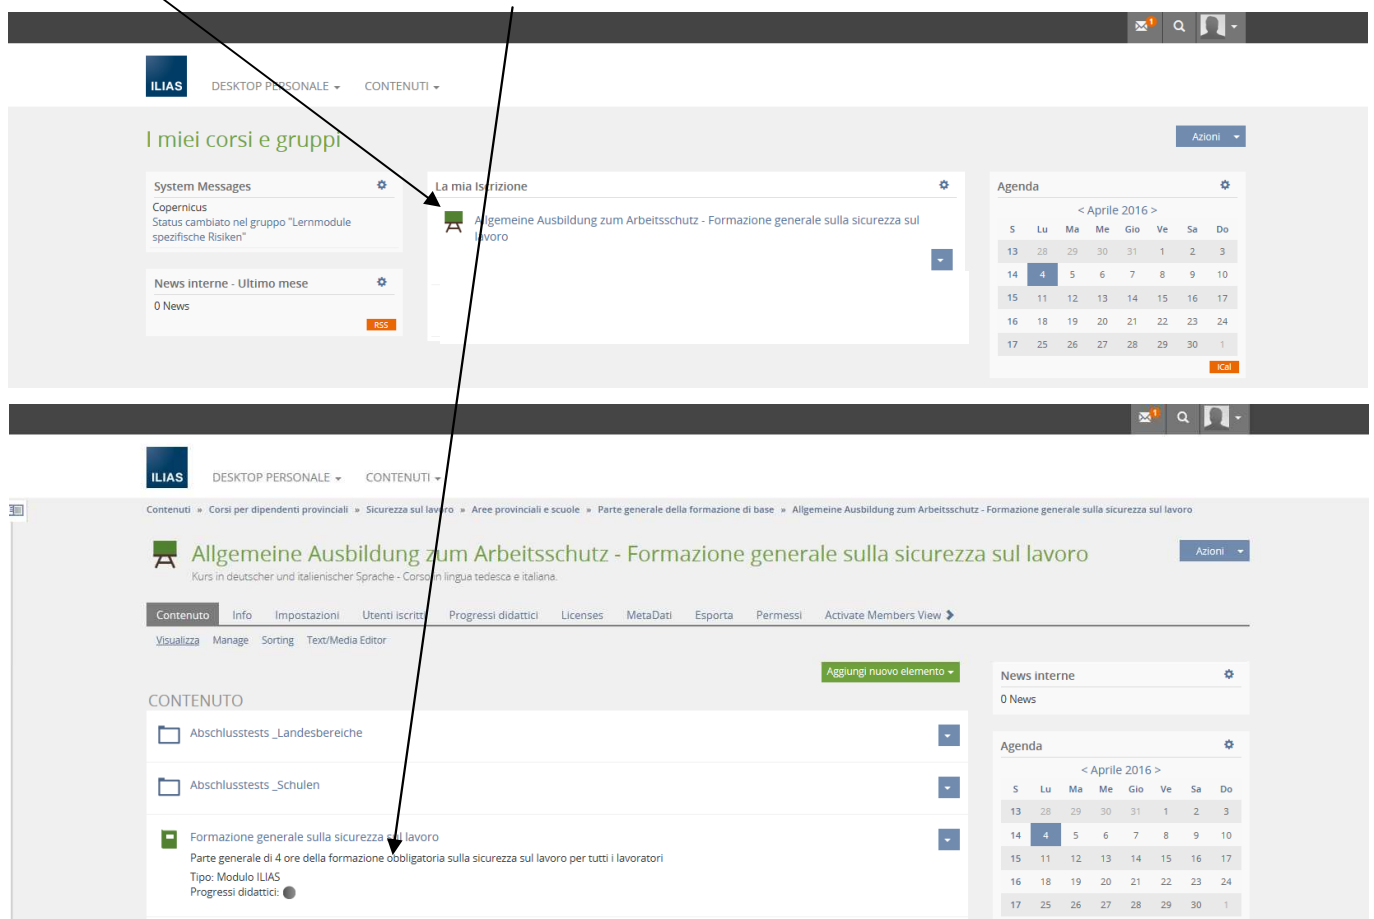 1
ILIAS
DESKTOP PERSONALE
CONTENUTI
I miei corsi e gruppi
Azioni
System Messages
Copernicus
Status cambiato nel gruppo "Lernmodule
spezifische Risiken"
News interne - Ultimo mese
0 News
RSS
La mia Iscrizione
Allgemeine Ausbildung zum Arbeitsschutz - Formazione generale sulla sicurezza sul
lavoro
Agenda
< Aprile 2016 >
S Lu Ma Me Gio Ve Sa Do
13 28 29 30 31 1 2 3
14 4 5 6 7 8 9 10
15 11 12 13 14 15 16 17
16 18 19 20 21 22 23 24
17 25 26 27 28 29 30 1
iCal
1
ILIAS
DESKTOP PERSONALE
CONTENUTI
Contenuti » Corsi per dipendenti provinciali » Sicurezza sul lavoro » Aree provinciali e scuole » Parte generale della formazione di base » Allgemeine Ausbildung zum Arbeitsschutz - Formazione generale sulla sicurezza sul lavoro
Allgemeine Ausbildung zum Arbeitsschutz - Formazione generale sulla sicurezza sul lavoro
Azioni
Kurs in deutscher und italienischer Sprache - Corso in lingua tedesca e italiana.
Contenuto Info Impostazioni Utenti iscritti Progressi didattici Licenses MetaDati Esporta Permessi Activate Members View
Visualizza Manage Sorting Text/Media Editor
Aggiungi nuovo elemento
CONTENUTO
Abschlusstests _Landesbereiche
Abschlusstests _Schulen
Formazione generale sulla sicurezza sul lavoro
Parte generale di 4 ore della formazione obbligatoria sulla sicurezza sul lavoro per tutti i lavoratori
Tipo: Modulo ILIAS
Progressi didattici:
News interne
0 News
Agenda
< Aprile 2016 >
S Lu Ma Me Gio Ve Sa Do
13 28 29 30 31 1 2 3
14 4 5 6 7 8 9 10
15 11 12 13 14 15 16 17
16 18 19 20 21 22 23 24
17 25 26 27 28 29 30 1